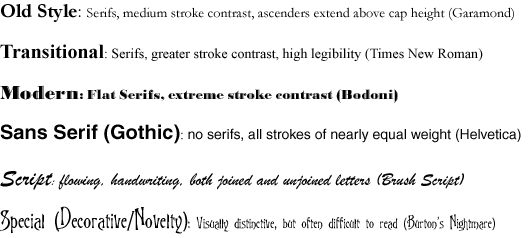 Old Style: Serifs, medium stroke contrast, ascenders extend above cap height (Garamond)
Transitional: Serifs, greater stroke contrast, high legibility (Times New Roman)
Modern: Flat Serifs, extreme stroke contrast (Bodoni)
Sans Serif (Gothic): no serifs, all strokes of nearly equal weight (Helvetica)
Script: flowing, handwriting, both joined and unjoined letters (Brush Script)
Special (Decorative/Novelty): Visually distinctive, but often difficult to read (Burton's Nightmare)